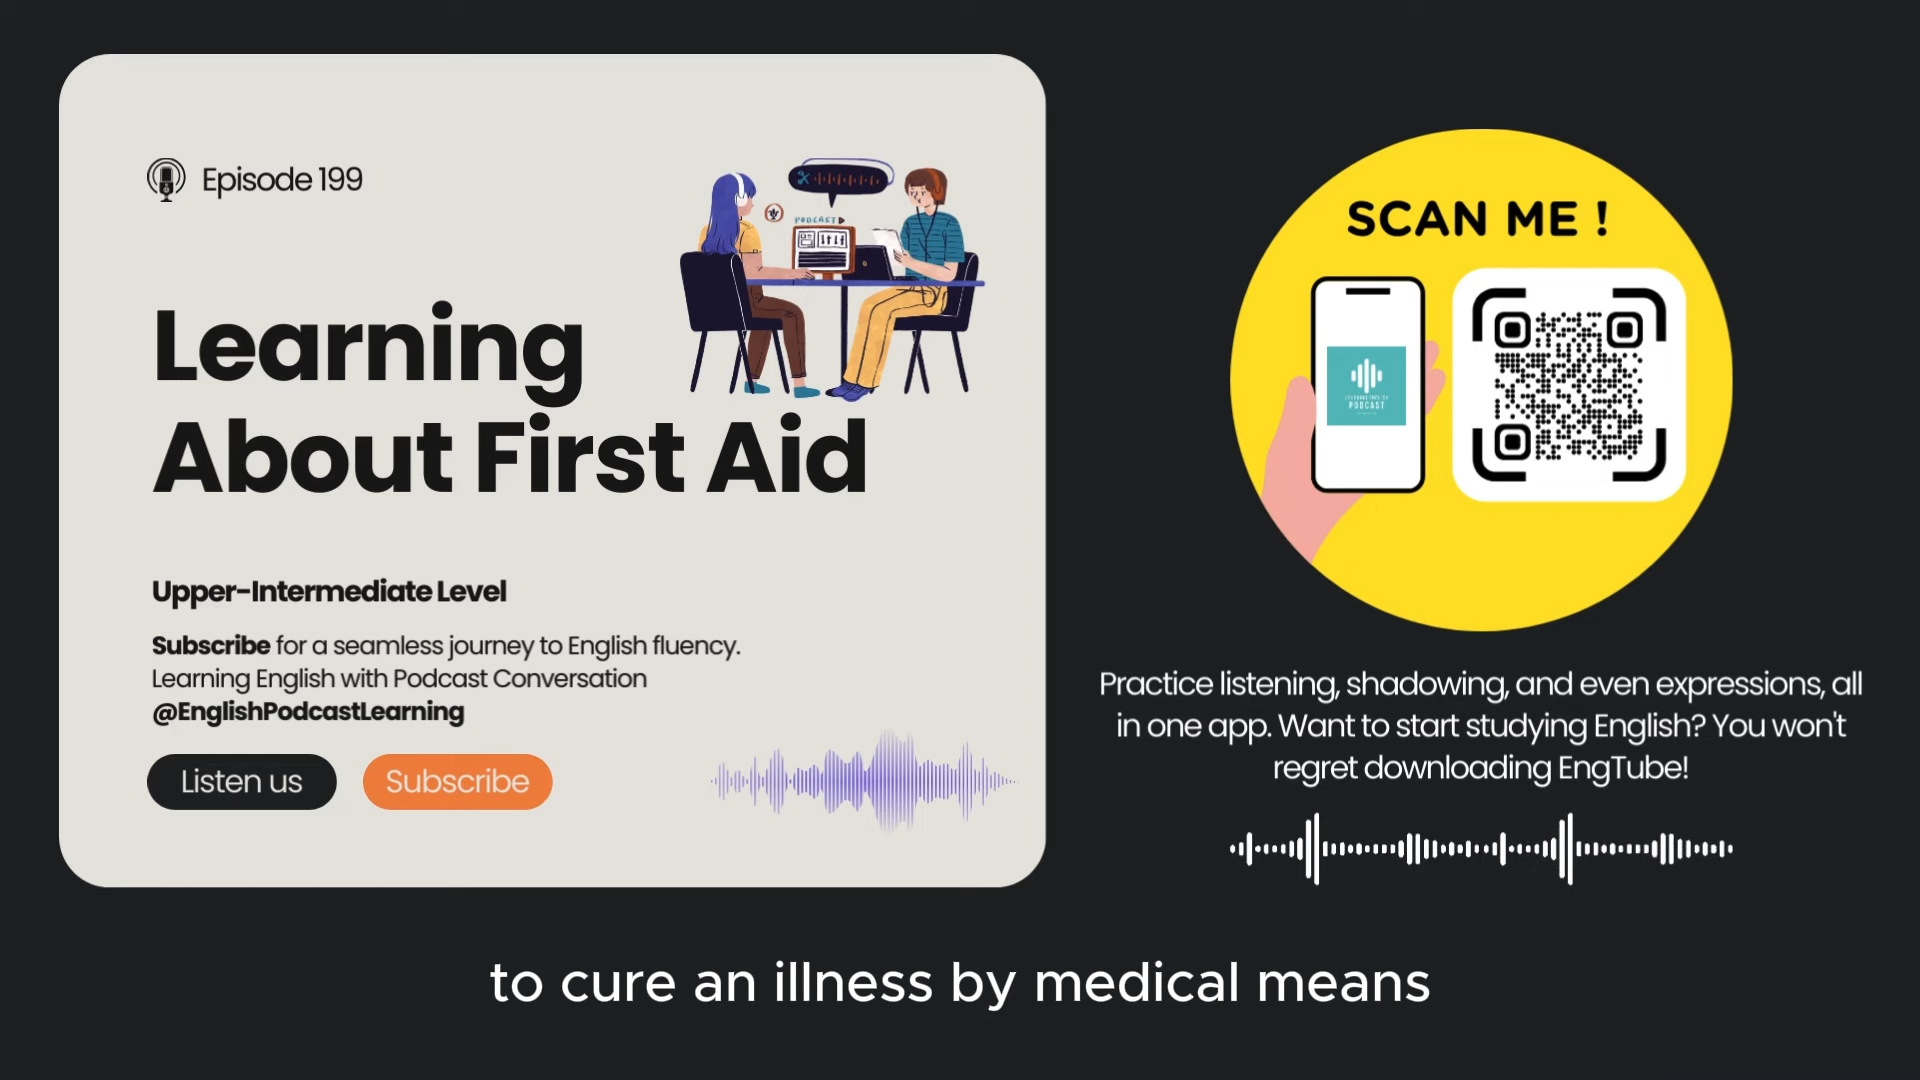 Episode 199
PODCAST
Learning
About First Aid
Upper-Intermediate Level
Subscribe for a seamless journey to English fluency.
Learning English with Podcast Conversation
@EnglishPodcastLearning
Listen us
Subscribe
SCAN ME !
PODCAST
Practice listening, shadowing, and even expressions, all
in one app. Want to start studying English? You won't
regret downloading EngTube!
to cure an illness by medical means